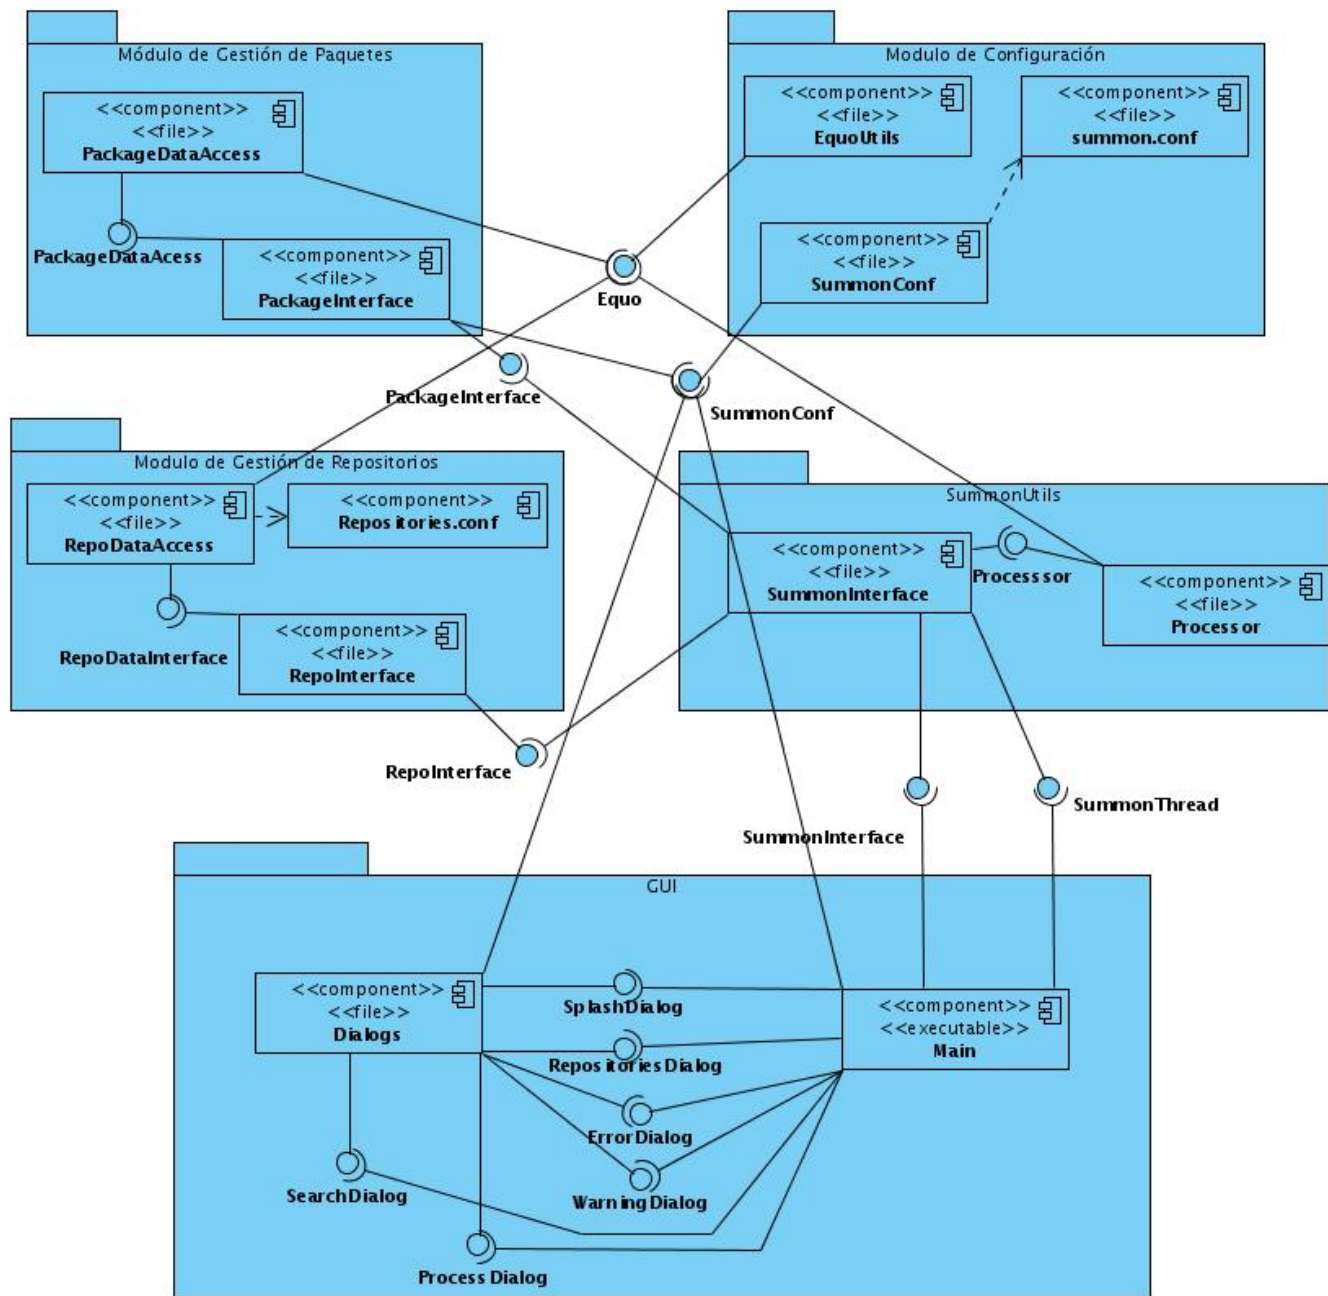 Módulo de Gestión de Paquetes
<<component>>
<<file>>
PackageDataAccess
PackageDataAcess
<<component>>
<<file>>
PackageInterface
Modulo de Configuración
<<component>>
<<file>>
EquoUtils
<<component>>
<<file>>
summon.conf
<<component>>
<<file>>
SummonConf
Equo
PackageInterface
SummonConf
Modulo de Gestión de Repositorios
<<component>>
<<file>>
RepoDataAccess
<<component>>
Repositories.conf
RepoDataInterface
<<component>>
<<file>>
RepoInterface
SummonUtils
<<component>>
<<file>>
SummonInterface
Processsor
<<component>>
<<file>>
Processor
RepoInterface
SummonInterface
SummonThread
GUI
<<component>>
<<file>>
Dialogs
SplashDialog
<<component>>
<<executable>>
Main
RepositoriesDialog
ErrorDialog
WarningDialog
SearchDialog
Process Dialog